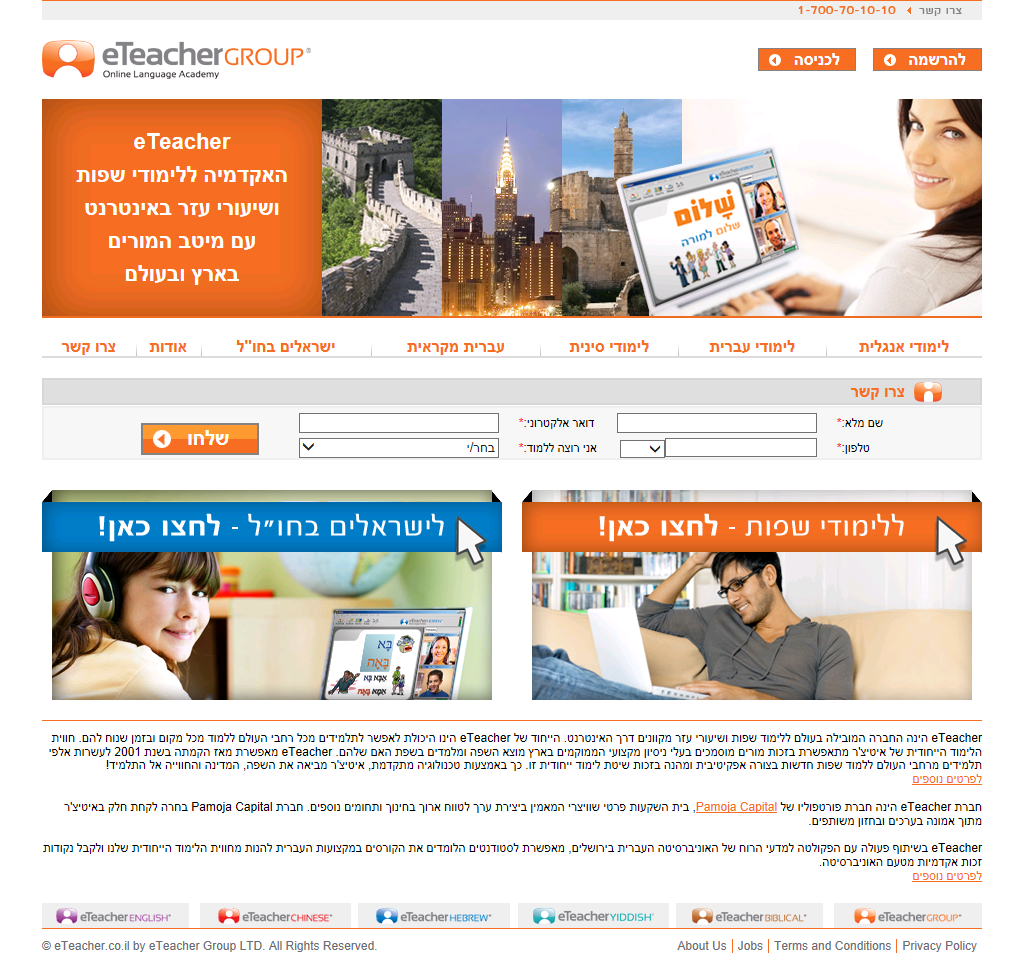 צרו קשר 1-700-70-10-10
eTeacherGROUP®
Online Language Academy
להרשמה
לכניסה
eTeacher
האקדמיה ללימודי שפות
ושיעורי עזר באינטרנט
עם מיטב המורים
בארץ ובעולם
שָׁלוֹם
שלום למורה
לימודי אנגלית
לימודי עברית
לימודי סינית
עברית מקראית
ישראלים בחו"ל
אודות
צרו קשר
צרו קשר
שם מלא:*
דואר אלקטרוני:*
טלפון:*
אני רוצה ללמוד:*
בחר/י
שלחו
ללימודי שפות - לחצו כאן!
לישראלים בחו״ל - לחצו כאן!
בָּא
בָּאָה
אבא בא
אמא באה
eTeacher הינה החברה המובילה בעולם ללימוד שפות ושיעורי עזר מקוונים דרך האינטרנט. הייחוד של eTeacher הינו היכולת לאפשר לתלמידים מכל רחבי העולם ללמוד מכל מקום ובזמן שנוח להם. חווית
הלימוד הייחודית של איטיצ'ר מתאפשרת בזכות מורים מוסמכים בעלי ניסיון מקצועי הממוקמים בארץ מוצא השפה ומלמדים בשפת האם שלהם. eTeacher מאפשרת מאז הקמתה בשנת 2001 לעשרות אלפי
תלמידים מרחבי העולם ללמוד שפות חדשות בצורה אפקטיבית ומהנה בזכות שיטת לימוד ייחודית זו. כך באמצעות טכנולוגיה מתקדמת, איטיצ'ר מביאה את השפה, המדינה והחווייה אל התלמיד!
לפרטים נוספים
חברת eTeacher הינה חברת פורטפוליו של Pamoja Capital, בית השקעות פרטי שוויצרי המאמין ביצירת ערך לטווח ארוך בחינוך ותחומים נוספים. חברת Pamoja Capital בחרה לקחת חלק באיטיצ'ר
מתוך אמונה בערכים ובחזון משותפים.
eTeacher בשיתוף פעולה עם הפקולטה למדעי הרוח של האוניברסיטה העברית בירושלים, מאפשרת לסטודנטים הלומדים את הקורסים במקצועות העברית להנות מחווית הלימוד הייחודית שלנו ולקבל נקודות
זכות אקדמיות מטעם האוניברסיטה.
לפרטים נוספים
eTeacherENGLISH®
eTeacherCHINESE®
eTeacherHEBREW®
eTeacherYIDDISH®
eTeacherBIBLICAL®
eTeacherGROUP®
© eTeacher.co.il by eTeacher Group LTD. All Rights Reserved.
About Us | Jobs | Terms and Conditions | Privacy Policy